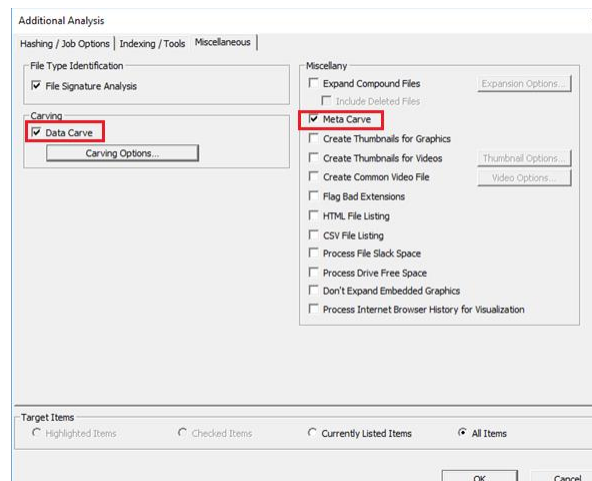 Additional Analysis
Hashing / Job Options Indexing / Tools Miscellaneous
File Type Identification
File Signature Analysis
Carving
Data Carve
Carving Options...
Miscellany
Expand Compound Files Expansion Options...
Include Deleted Files
Meta Carve
Create Thumbnails for Graphics
Create Thumbnails for Videos Thumbnail Options...
Create Common Video File Video Options...
Flag Bad Extensions
HTML File Listing
CSV File Listing
Process File Slack Space
Process Drive Free Space
Don't Expand Embedded Graphics
Process Internet Browser History for Visualization
Target Items
Highlighted Items Checked Items Currently Listed Items All Items
OK Cancel